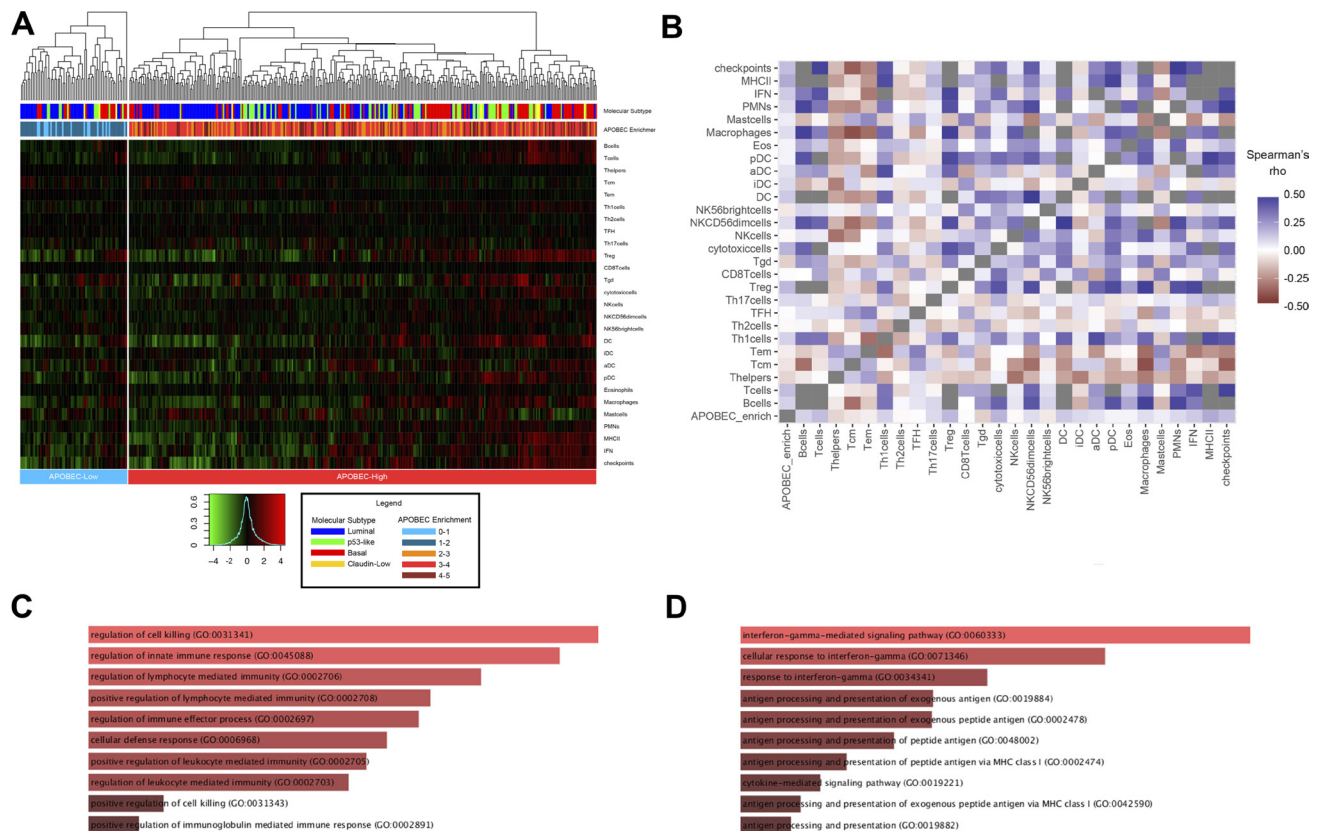 A
Molecular Subtype
APOBEC Enrichmer
Bcells
Tcells
Thelpers
Tcm
Tem
Th1cells
Th2cells
TFH
Th17cells
Treg
CD8Tcells
Tgd
cytotoxiccells
NKcells
NKCD56dimcells
NK56brightcells
DC
iDC
aDC
pDC
Eosinophils
Macrophages
Mastcells
PMNs
MHCII
IFN
checkpoints
APOBEC-Low
APOBEC-High
0 0.3 0.6
−4 −2 0 2 4
Legend
Molecular Subtype
Luminal
p53-like
Basal
Claudin-Low
APOBEC Enrichment
0-1
1-2
2-3
3-4
4-5
B
checkpoints
MHCII
IFN
PMNs
Mastcells
Macrophages
Eos
pDC
aDC
iDC
DC
NK56brightcells
NKCD56dimcells
NKcells
cytotoxiccells
Tgd
CD8Tcells
Treg
Th17cells
TFH
Th2cells
Th1cells
Tem
Tcm
Thelpers
Tcells
Bcells
APOBEC_enrich
APOBEC_enrich
Bcells
Tcells
Thelpers
Tcm
Tem
Th1cells
Th2cells
TFH
Th17cells
Treg
CD8Tcells
Tgd
cytotoxiccells
NKcells
NKCD56dimcells
NK56brightcells
DC
iDC
aDC
pDC
Eos
Macrophages
Mastcells
PMNs
IFN
MHCII
checkpoints
Spearman's
rho
0.50
0.25
0.00
-0.25
-0.50
C
regulation of cell killing (GO:0031341)
regulation of innate immune response (GO:0045088)
regulation of lymphocyte mediated immunity (GO:0002706)
positive regulation of lymphocyte mediated immunity (GO:0002708)
regulation of immune effector process (GO:0002697)
cellular defense response (GO:0006968)
positive regulation of leukocyte mediated immunity (GO:0002705)
regulation of leukocyte mediated immunity (GO:0002703)
positive regulation of cell killing (GO:0031343)
positive regulation of immunoglobulin mediated immune response (GO:0002891)
D
interferon-gamma-mediated signaling pathway (GO:0060333)
cellular response to interferon-gamma (GO:0071346)
response to interferon-gamma (GO:0034341)
antigen processing and presentation of exogenous antigen (GO:0019884)
antigen processing and presentation of exogenous peptide antigen (GO:0002478)
antigen processing and presentation of peptide antigen (GO:0048002)
antigen processing and presentation of peptide antigen via MHC class I (GO:0002474)
cytokine-mediated signaling pathway (GO:0019221)
antigen processing and presentation of exogenous peptide antigen via MHC class I (GO:0042590)
antigen processing and presentation (GO:0019882)